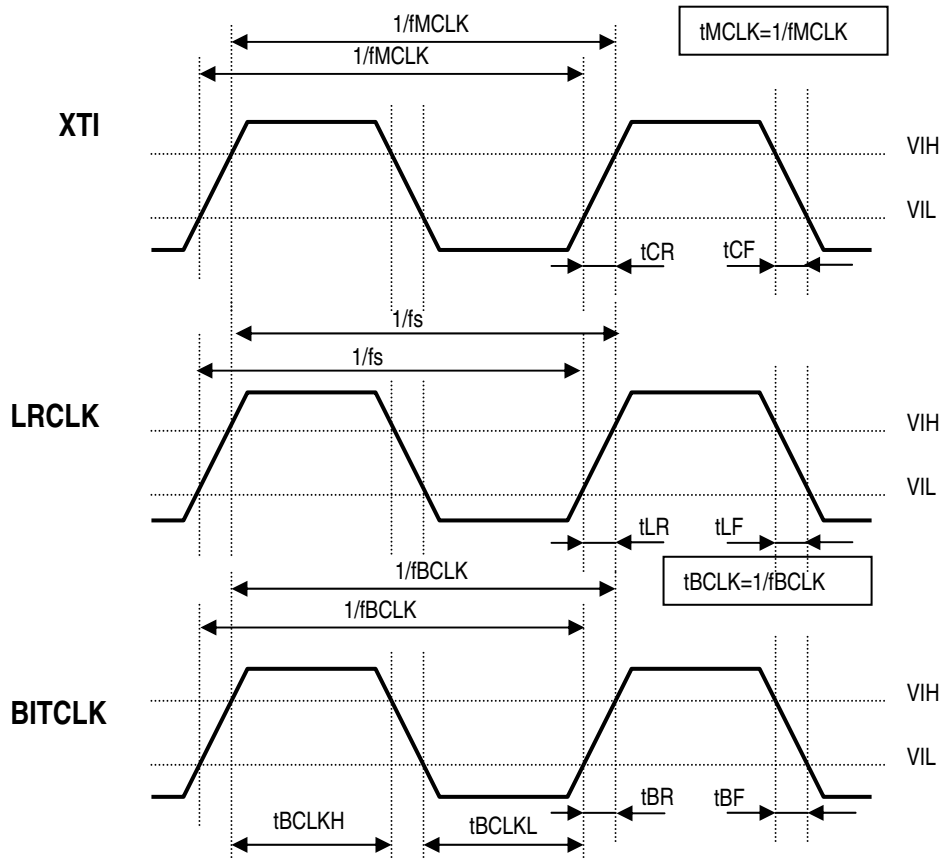 1/fMCLK
tMCLK=1/fMCLK
1/fMCLK
XTI
VIH
VIL
tCR
tCF
1/fs
1/fs
LRCLK
VIH
VIL
tLR
tLF
1/fBCLK
tBCLK=1/fBCLK
1/fBCLK
BITCLK
VIH
VIL
tBR
tBF
tBCLKH
tBCLKL